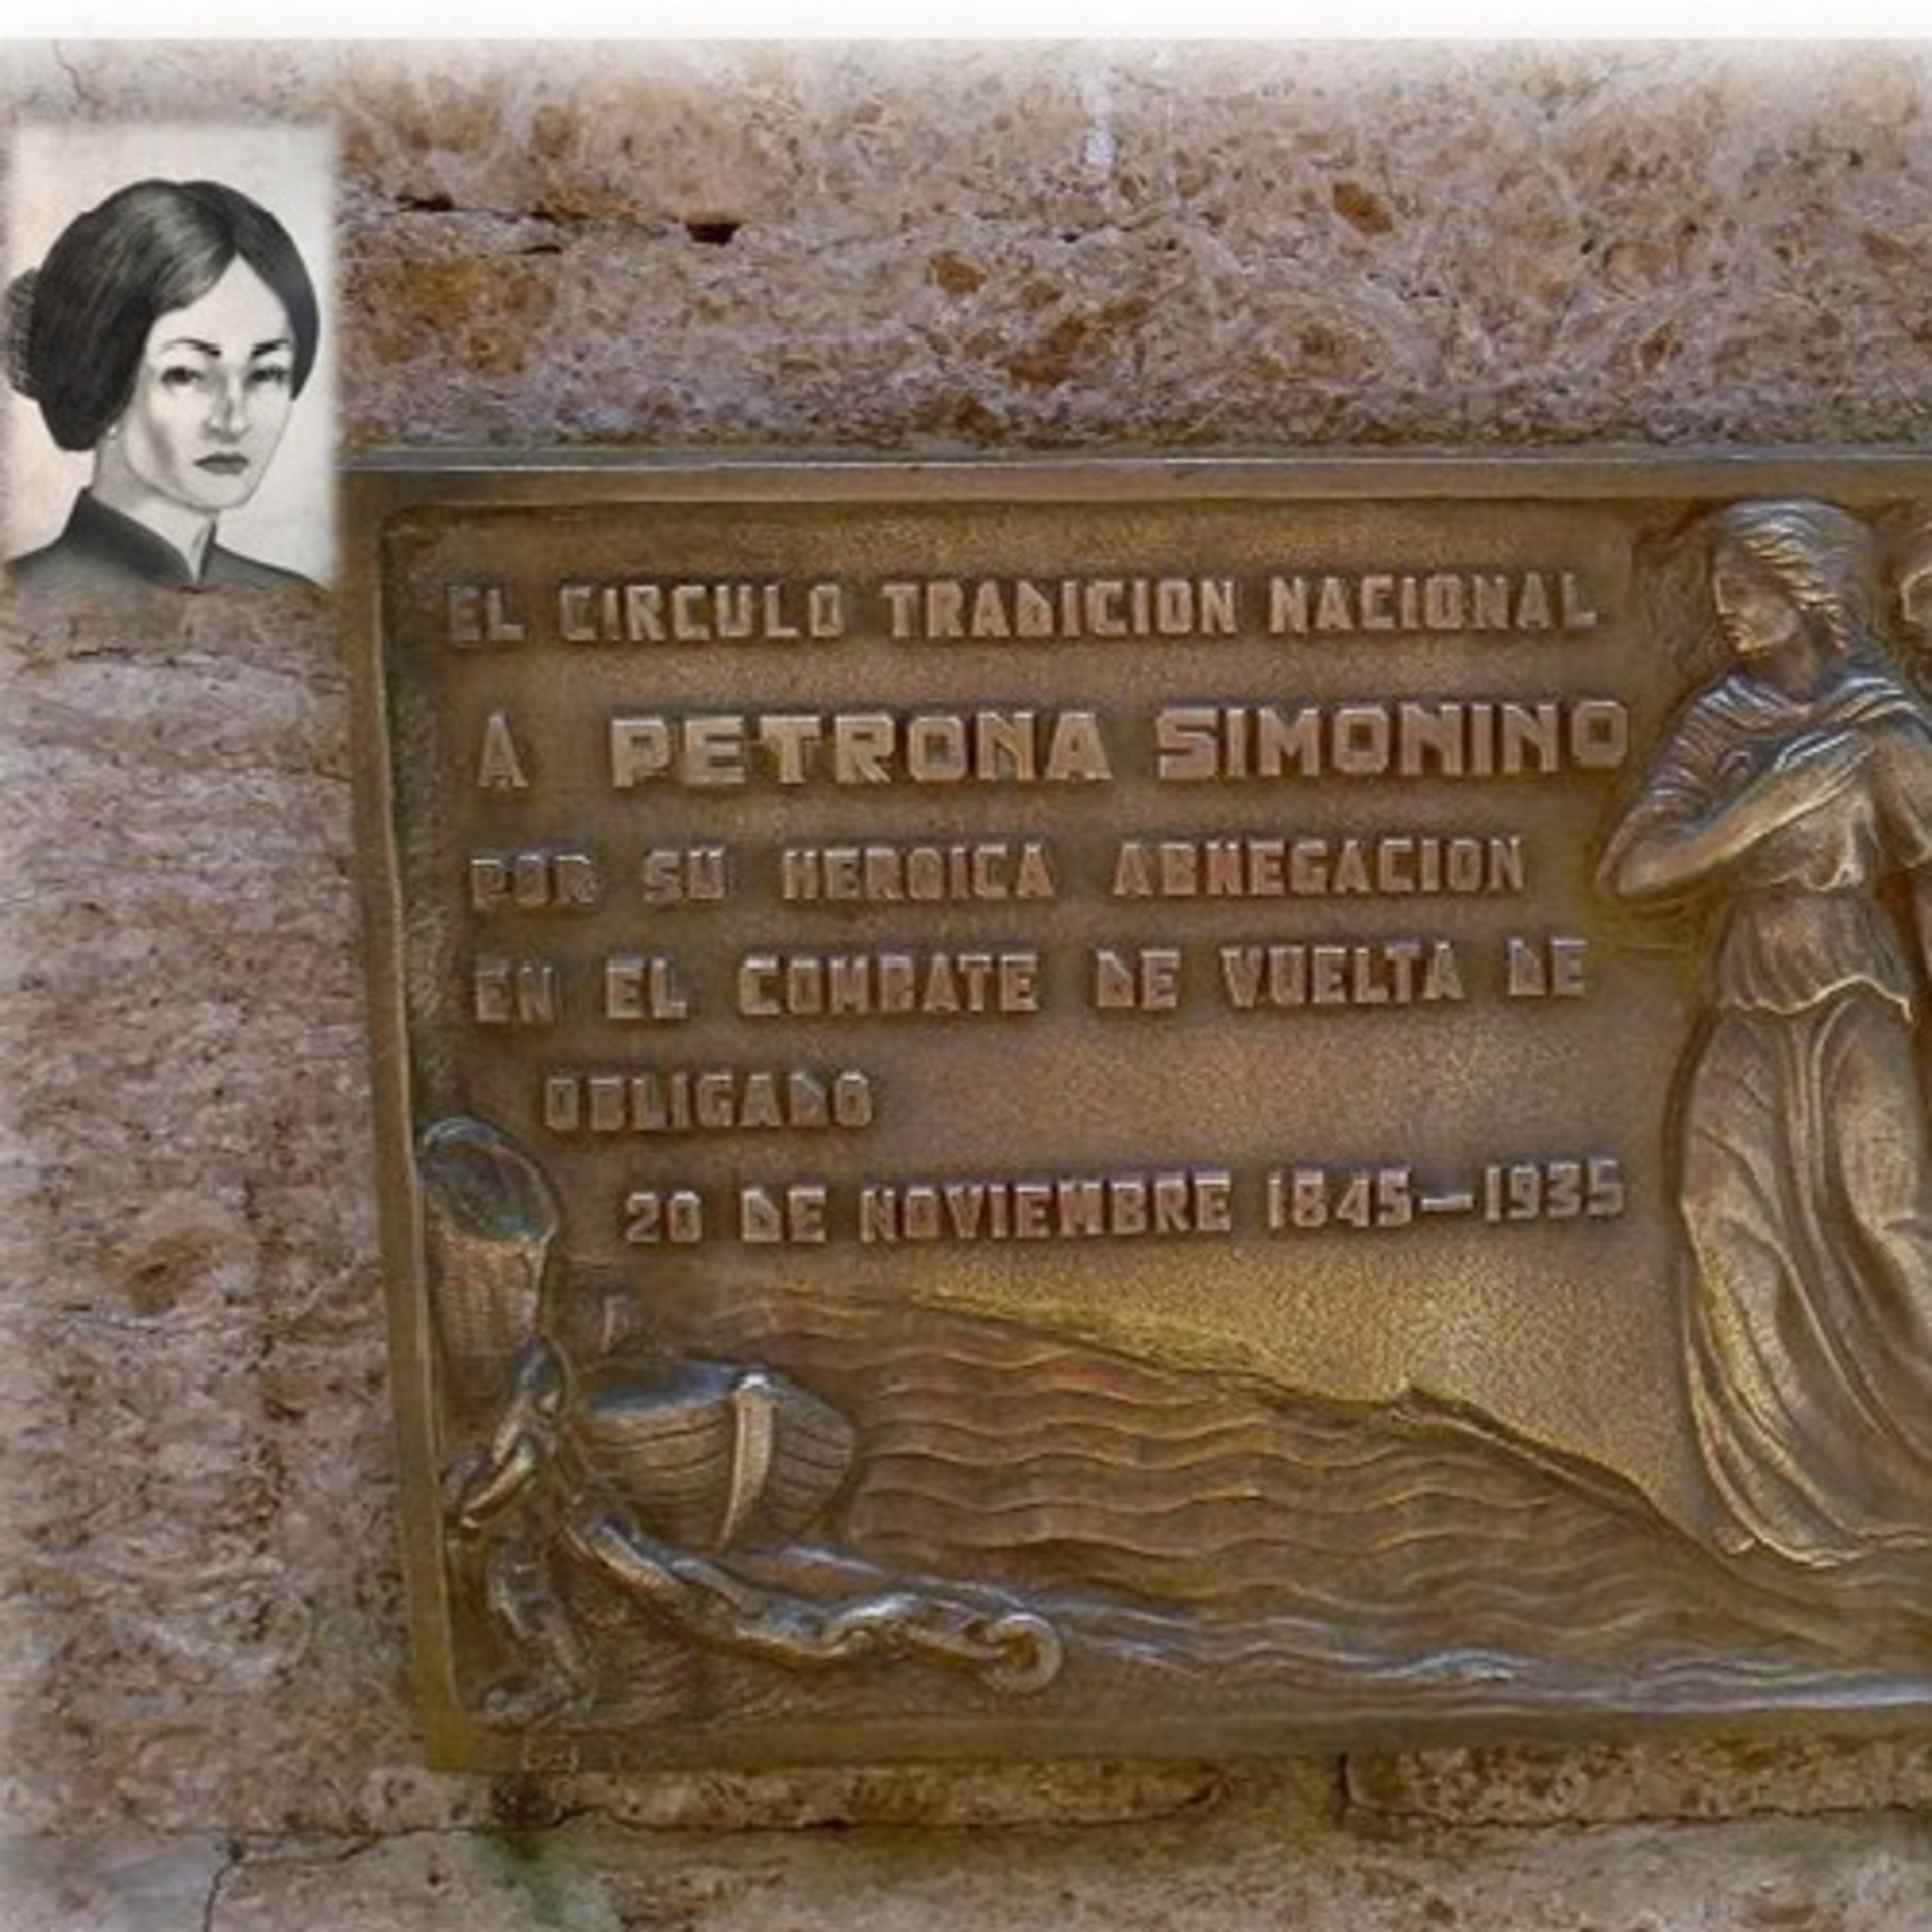 EL CIRCULO TRADICION NACIONAL
A PETRONA SIMONINO
POR SU HEROICA ABNEGACION
EN EL COMBATE DE VUELTA DE
OBLIGADO
20 DE NOVIEMBRE 1845—1935